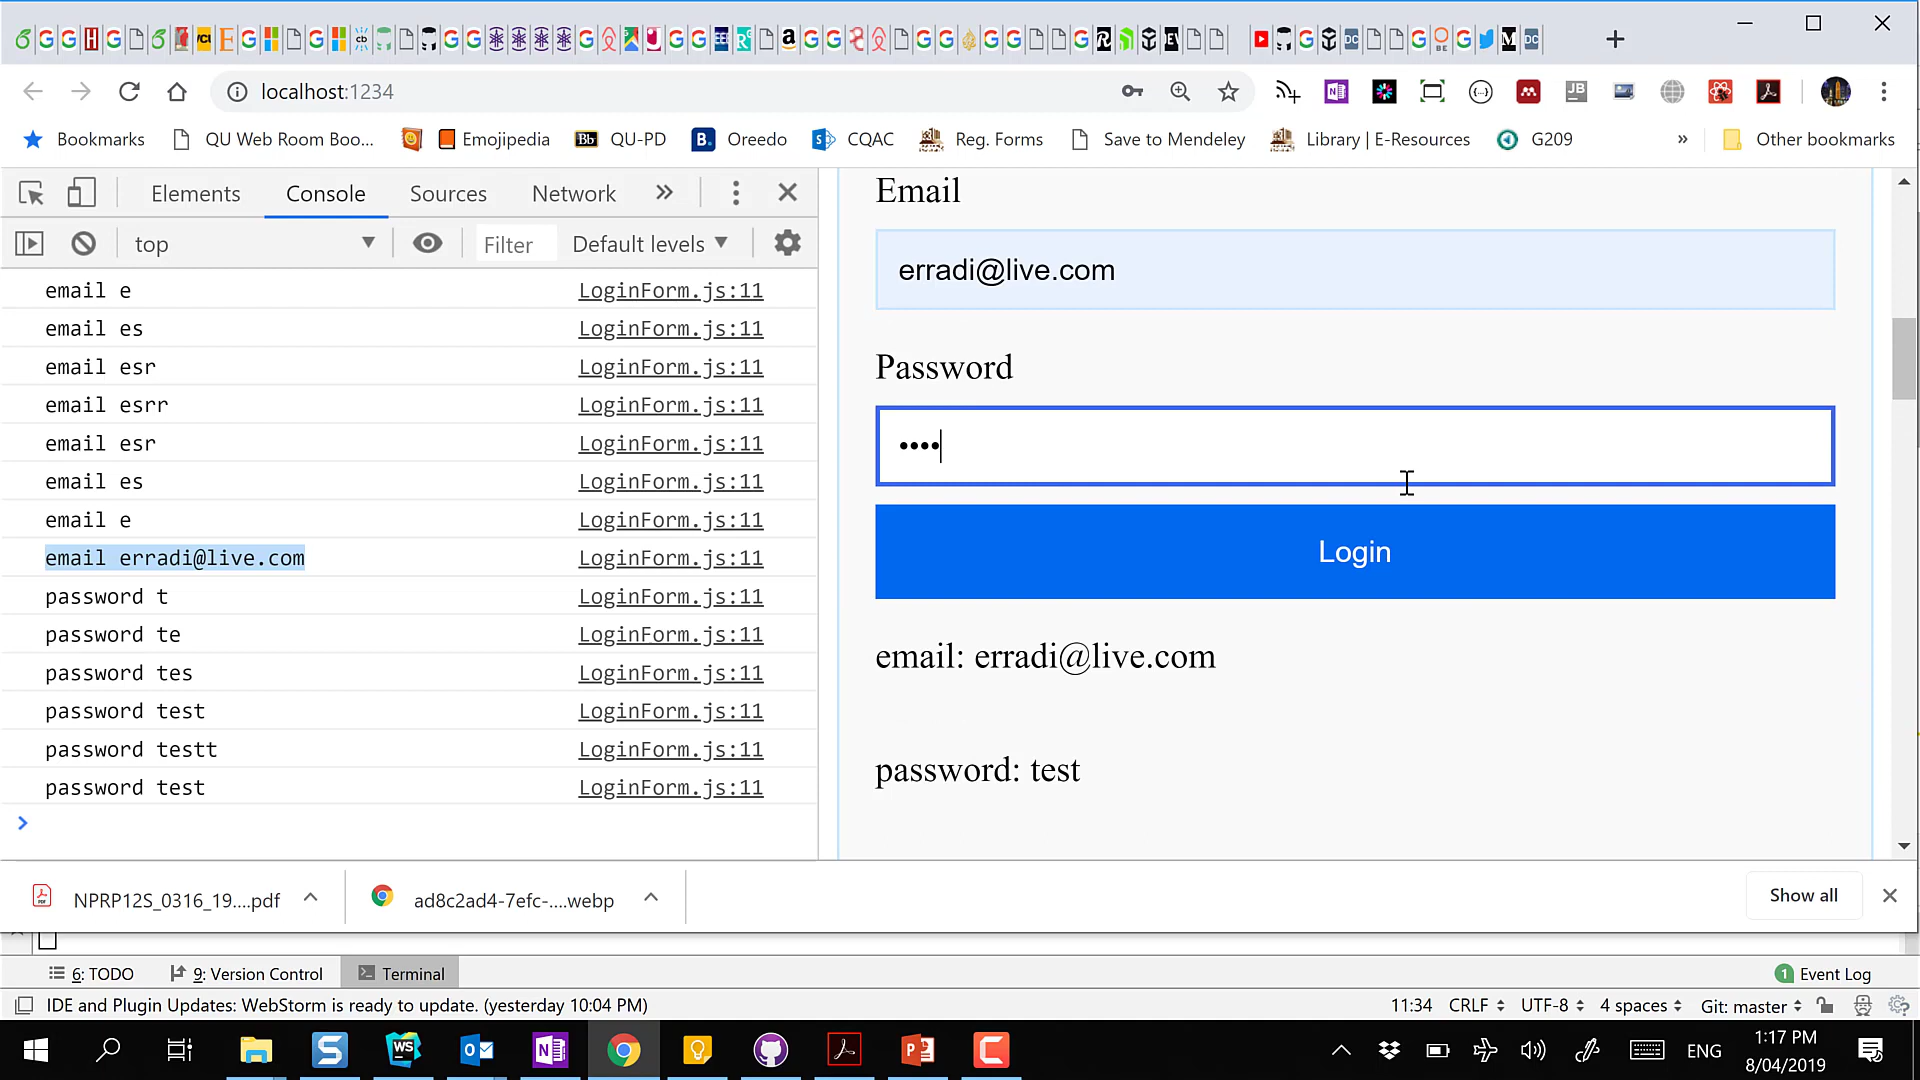 localhost:1234
Bookmarks
QU Web Room Boo...
Emojipedia
Bb QU-PD
B. Oreedo
CQAC
Reg. Forms
Save to Mendeley
Library | E-Resources
G209
»
Other bookmarks
Elements
Console
Sources
Network
»
top
Filter
Default levels
email e LoginForm.js:11
email es LoginForm.js:11
email esr LoginForm.js:11
email esrr LoginForm.js:11
email esr LoginForm.js:11
email es LoginForm.js:11
email e LoginForm.js:11
email erradi@live.com LoginForm.js:11
password t LoginForm.js:11
password te LoginForm.js:11
password tes LoginForm.js:11
password test LoginForm.js:11
password testt LoginForm.js:11
password test LoginForm.js:11
>
Email
erradi@live.com
Password
••••
Login
email: erradi@live.com
password: test
NPRP12S_0316_19....pdf
ad8c2ad4-7efc-....webp
Show all
6: TODO
9: Version Control
Terminal
1 Event Log
IDE and Plugin Updates: WebStorm is ready to update. (yesterday 10:04 PM)
11:34 CRLF UTF-8 4 spaces Git: master
ENG
1:17 PM
8/04/2019